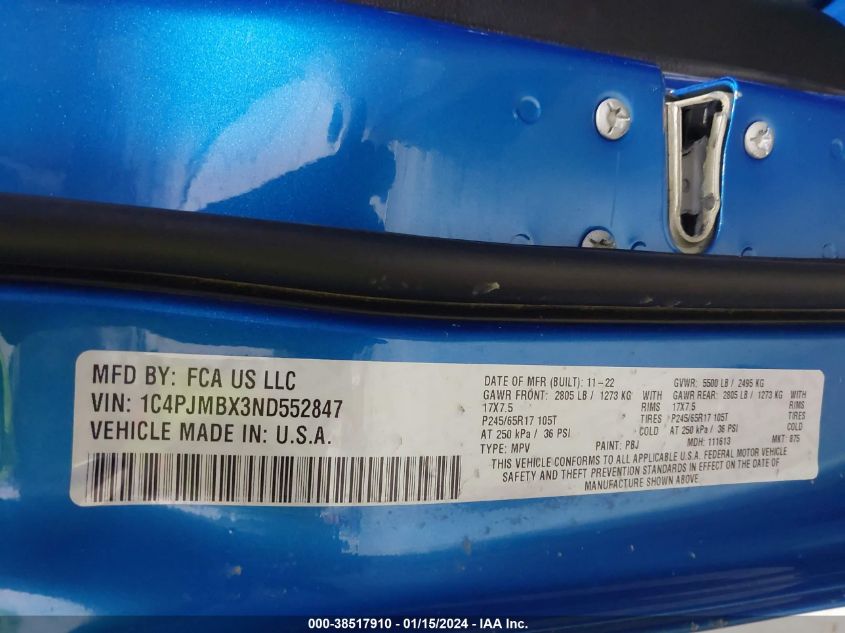 MFD BY: FCA US LLC
VIN: 1C4PJMBX3ND552847
VEHICLE MADE IN: U.S.A.
DATE OF MFR (BUILT): 11-22 GVWR: 5500 LB / 2495 KG
GAWR FRONT: 2805 LB / 1273 KG WITH GAWR REAR: 2805 LB / 1273 KG WITH
17X7.5 RIMS 17X7.5 RIMS
P245/65R17 105T TIRES P245/65R17 105T TIRES
AT 250 kPa / 36 PSI COLD AT 250 kPa / 36 PSI COLD
TYPE: MPV PAINT: PBJ MDH: 111613 MKT: 875
THIS VEHICLE CONFORMS TO ALL APPLICABLE U.S.A. FEDERAL MOTOR VEHICLE
SAFETY AND THEFT PREVENTION STANDARDS IN EFFECT ON THE DATE OF
MANUFACTURE SHOWN ABOVE.
000-38517910 - 01/15/2024 - IAA Inc.